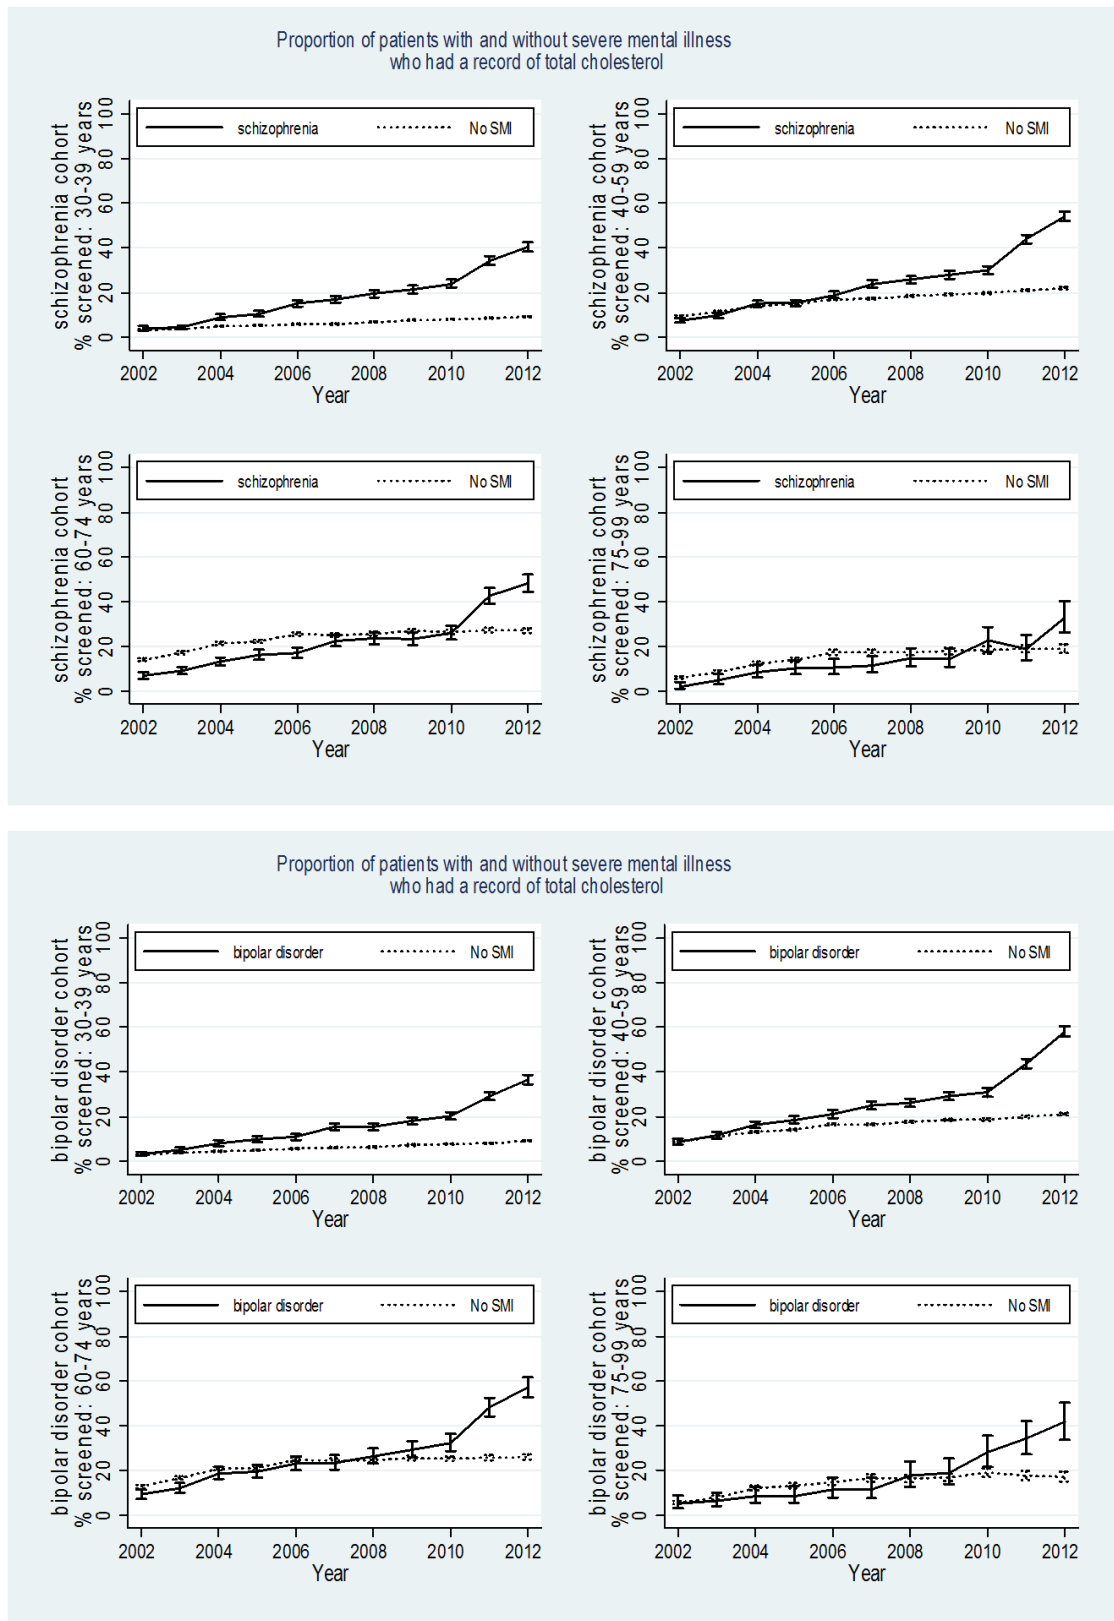 Proportion of patients with and without severe mental illness
who had a record of total cholesterol
schizophrenia cohort
% screened: 30-39 years
0 20 40 60 80 100
schizophrenia No SMI
2002 2004 2006 2008 2010 2012
Year
schizophrenia cohort
% screened: 40-59 years
0 20 40 60 80 100
schizophrenia No SMI
2002 2004 2006 2008 2010 2012
Year
schizophrenia cohort
% screened: 60-74 years
0 20 40 60 80 100
schizophrenia No SMI
2002 2004 2006 2008 2010 2012
Year
schizophrenia cohort
% screened: 75-99 years
0 20 40 60 80 100
schizophrenia No SMI
2002 2004 2006 2008 2010 2012
Year
Proportion of patients with and without severe mental illness
who had a record of total cholesterol
bipolar disorder cohort
% screened: 30-39 years
0 20 40 60 80 100
bipolar disorder No SMI
2002 2004 2006 2008 2010 2012
Year
bipolar disorder cohort
% screened: 40-59 years
0 20 40 60 80 100
bipolar disorder No SMI
2002 2004 2006 2008 2010 2012
Year
bipolar disorder cohort
% screened: 60-74 years
0 20 40 60 80 100
bipolar disorder No SMI
2002 2004 2006 2008 2010 2012
Year
bipolar disorder cohort
% screened: 75-99 years
0 20 40 60 80 100
bipolar disorder No SMI
2002 2004 2006 2008 2010 2012
Year